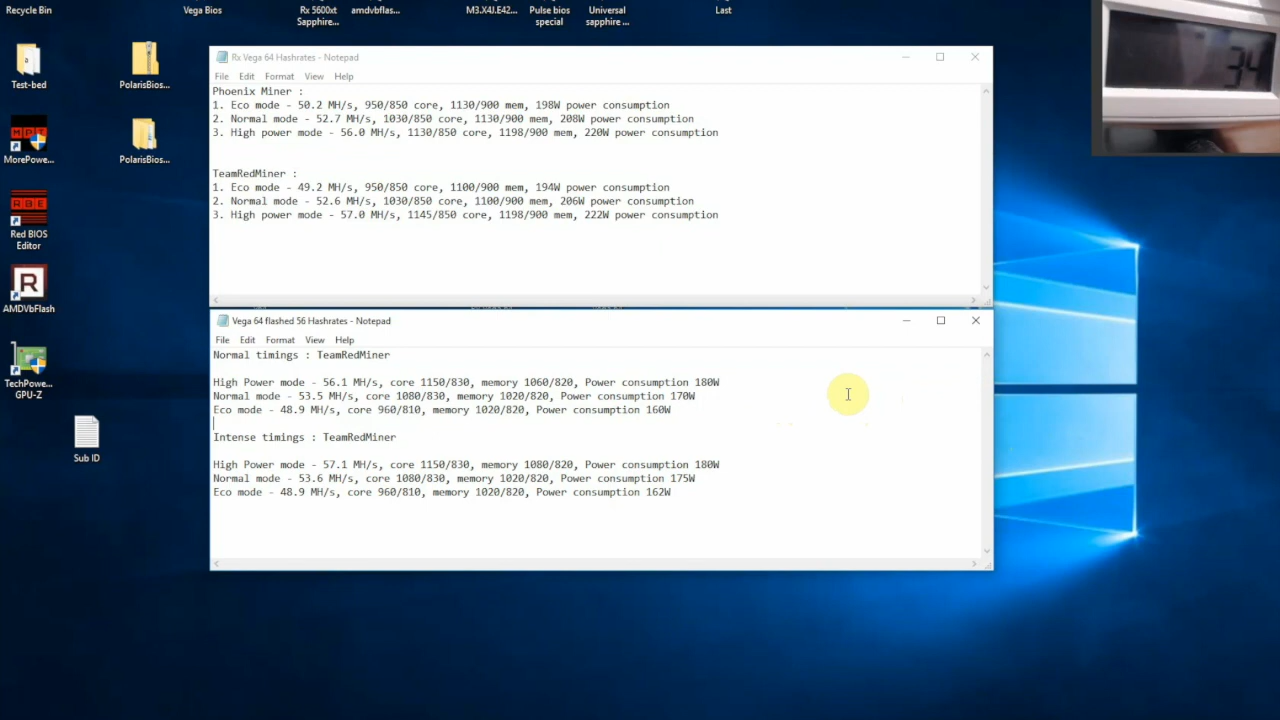 Recycle Bin
Vega Bios
Rx 5600xt
Sapphire...
amdvbflas...
M3.X4J.E42...
Pulse bios
special
Universal
sapphire ...
Last
34
Test-bed
PolarisBios...
MorePowe...
PolarisBios...
RBE
Red BIOS
Editor
R
AMDVbFlash
TechPowe...
GPU-Z
Sub ID
Rx Vega 64 Hashrates - Notepad
File Edit Format View Help
Phoenix Miner :
1. Eco mode - 50.2 MH/s, 950/850 core, 1130/900 mem, 198W power consumption
2. Normal mode - 52.7 MH/s, 1030/850 core, 1130/900 mem, 208W power consumption
3. High power mode - 56.0 MH/s, 1130/850 core, 1198/900 mem, 220W power consumption
TeamRedMiner :
1. Eco mode - 49.2 MH/s, 950/850 core, 1100/900 mem, 194W power consumption
2. Normal mode - 52.6 MH/s, 1030/850 core, 1100/900 mem, 206W power consumption
3. High power mode - 57.0 MH/s, 1145/850 core, 1198/900 mem, 222W power consumption
Vega 64 flashed 56 Hashrates - Notepad
File Edit Format View Help
Normal timings : TeamRedMiner
High Power mode - 56.1 MH/s, core 1150/830, memory 1060/820, Power consumption 180W
Normal mode - 53.5 MH/s, core 1080/830, memory 1020/820, Power consumption 170W
Eco mode - 48.9 MH/s, core 960/810, memory 1020/820, Power consumption 160W
Intense timings : TeamRedMiner
High Power mode - 57.1 MH/s, core 1150/830, memory 1080/820, Power consumption 180W
Normal mode - 53.6 MH/s, core 1080/830, memory 1020/820, Power consumption 175W
Eco mode - 48.9 MH/s, core 960/810, memory 1020/820, Power consumption 162W